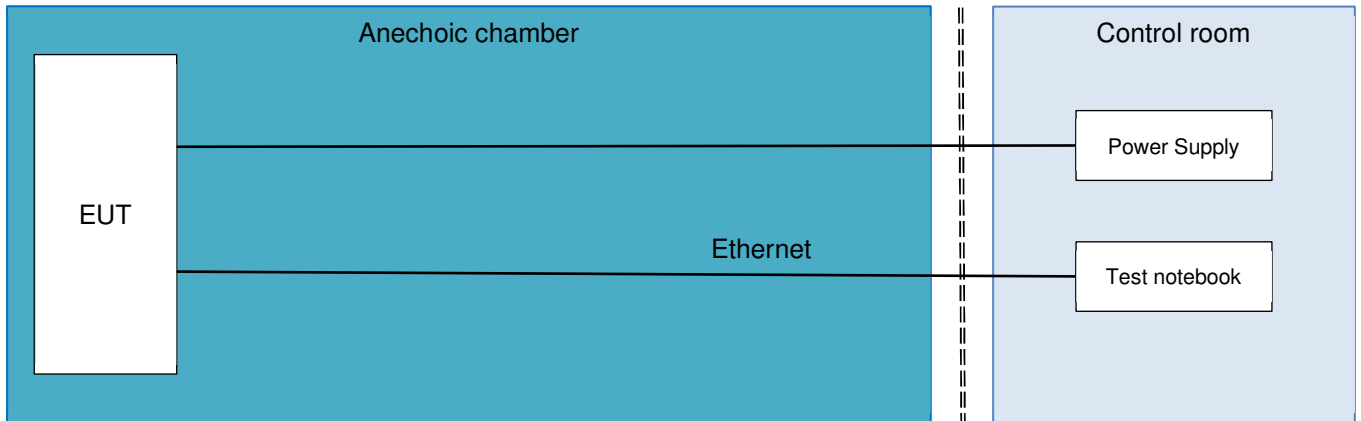 Anechoic chamber
Control room
Power Supply
EUT
Ethernet
Test notebook